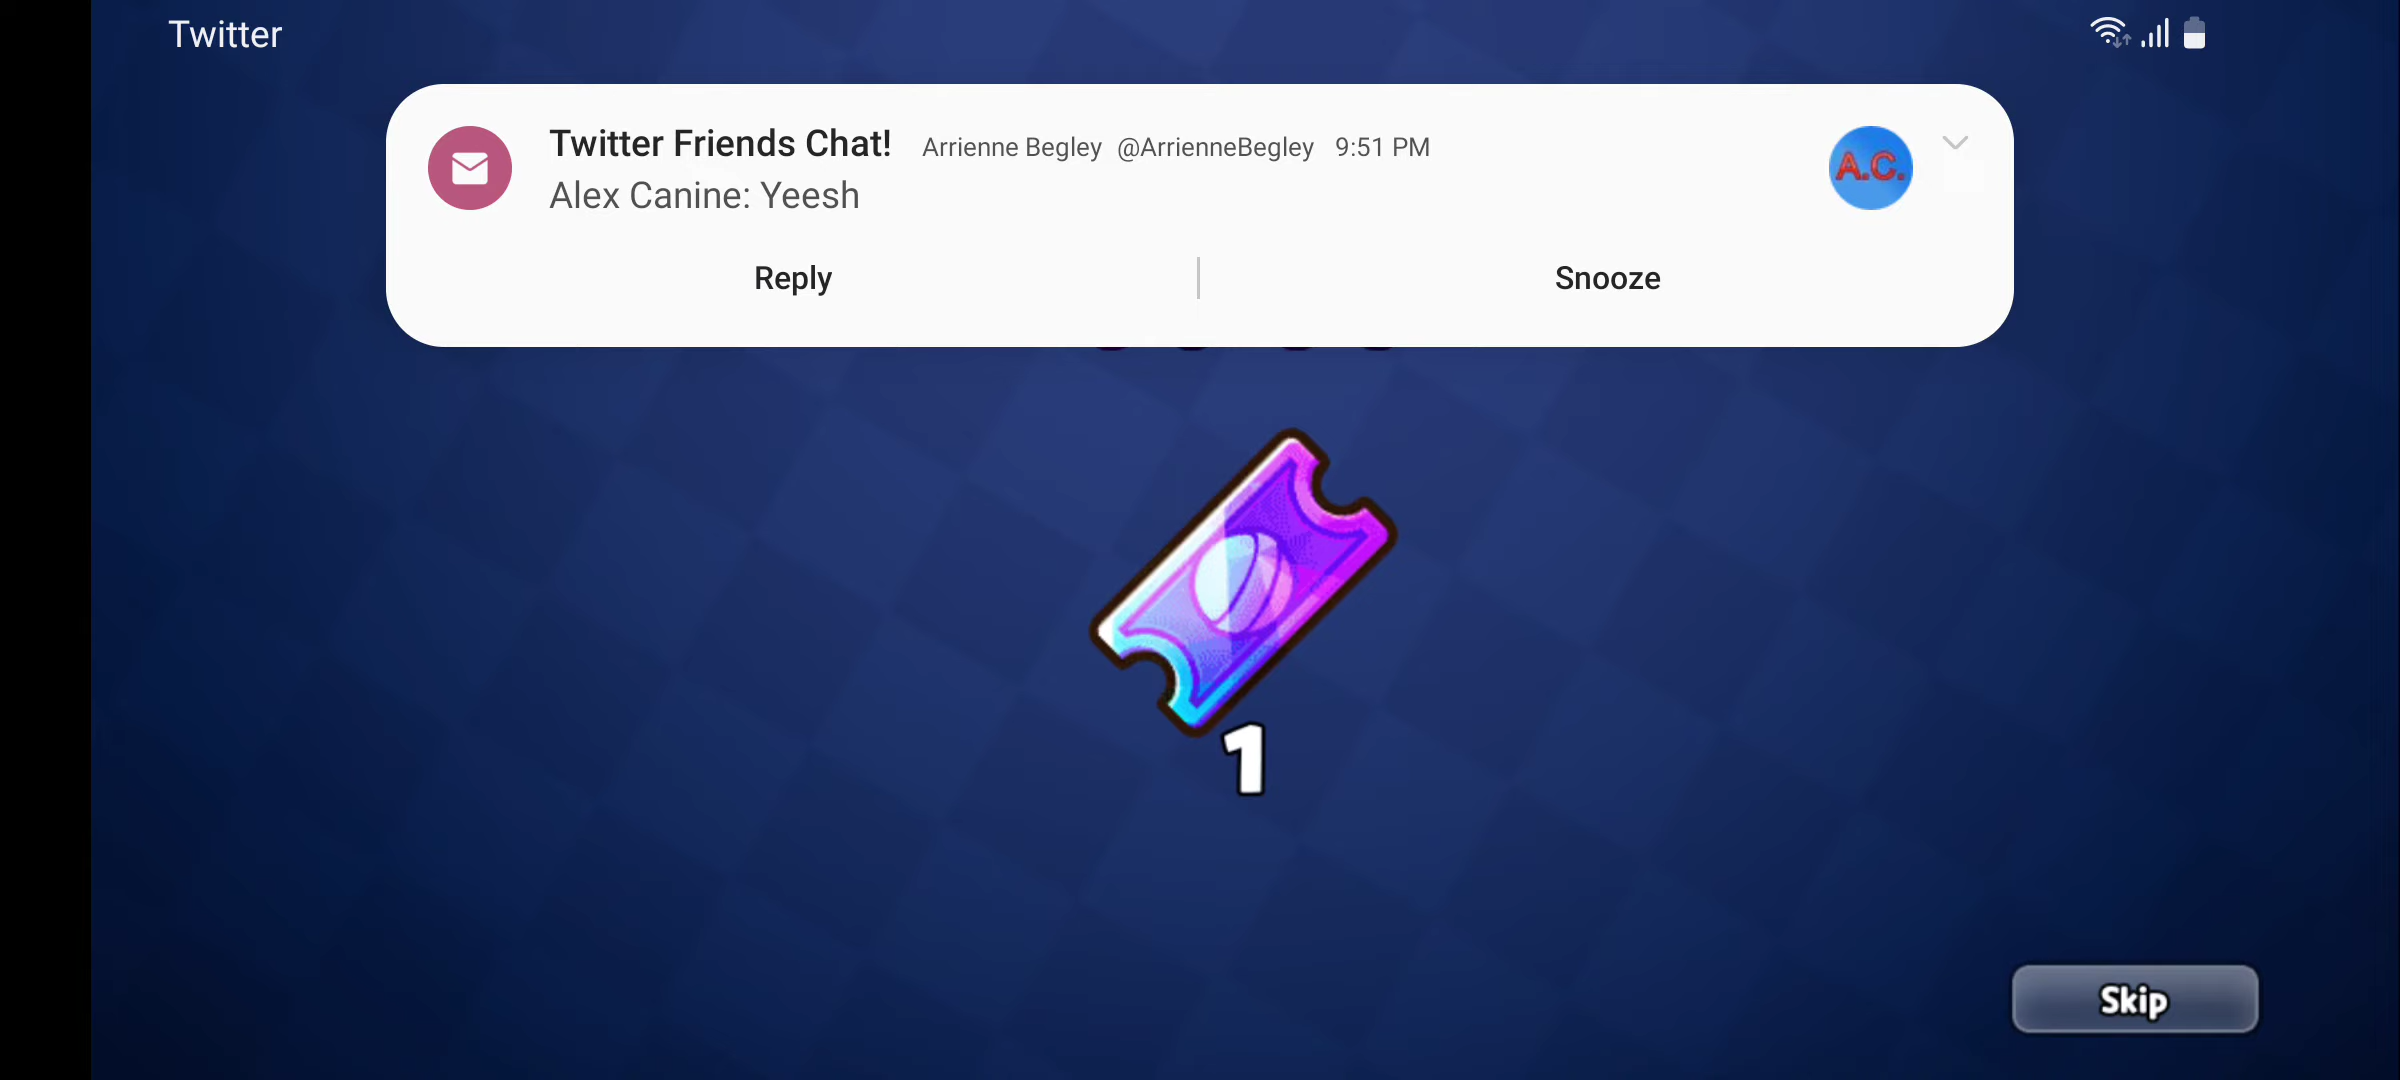 Twitter
Twitter Friends Chat! Arrienne Begley @ArrienneBegley 9:51 PM
Alex Canine: Yeesh
A.C.
Reply
Snooze
1
Skip